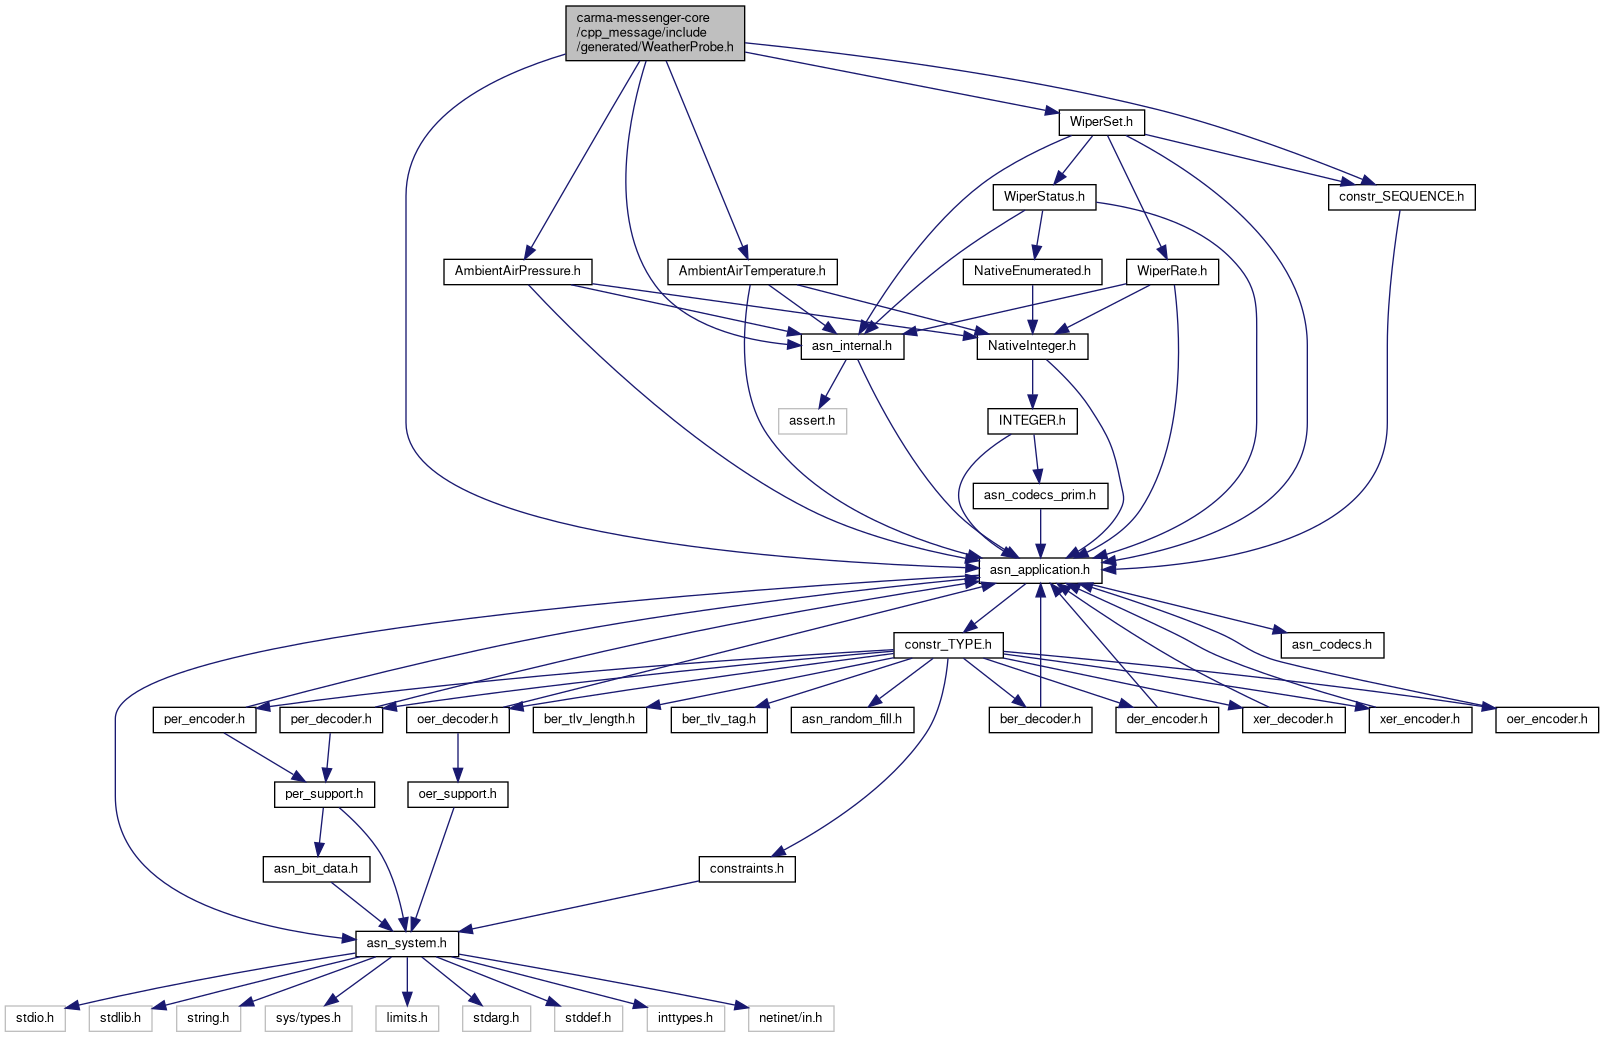 carma-messenger-core
/cpp_message/include
/generated/WeatherProbe.h
WiperSet.h
WiperStatus.h
constr_SEQUENCE.h
AmbientAirPressure.h
AmbientAirTemperature.h
NativeEnumerated.h
WiperRate.h
asn_internal.h
NativeInteger.h
assert.h
INTEGER.h
asn_codecs_prim.h
asn_application.h
constr_TYPE.h
asn_codecs.h
per_encoder.h
per_decoder.h
oer_decoder.h
ber_tlv_length.h
ber_tlv_tag.h
asn_random_fill.h
ber_decoder.h
der_encoder.h
xer_decoder.h
xer_encoder.h
oer_encoder.h
per_support.h
oer_support.h
asn_bit_data.h
constraints.h
asn_system.h
stdio.h
stdlib.h
string.h
sys/types.h
limits.h
stdarg.h
stddef.h
inttypes.h
netinet/in.h